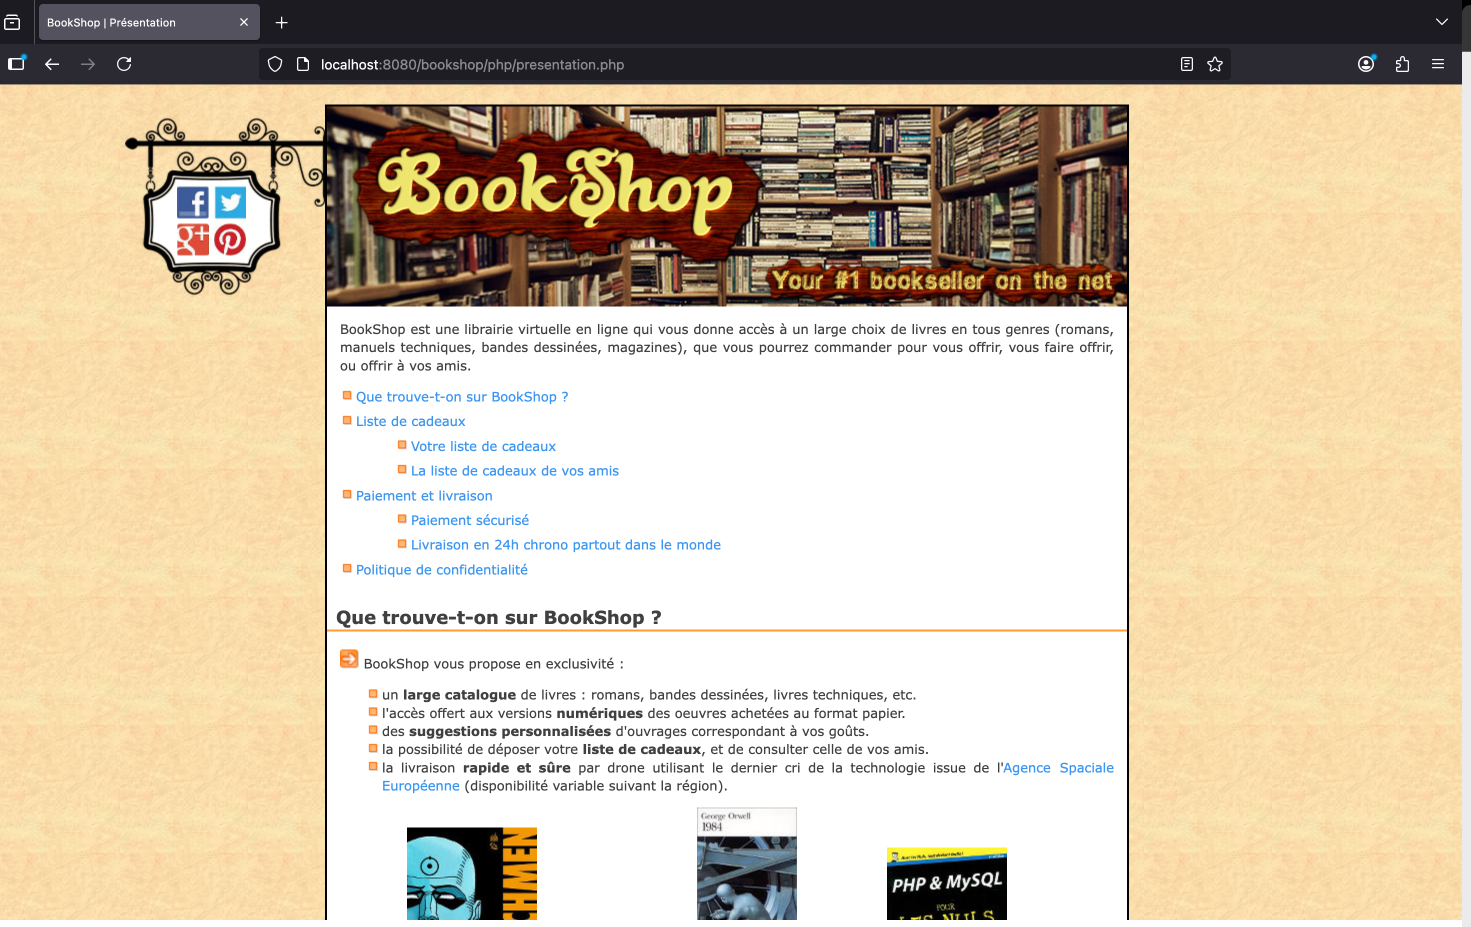 BookShop | Présentation
localhost:8080/bookshop/php/presentation.php
BookShop
Your #1 bookseller on the net
BookShop est une librairie virtuelle en ligne qui vous donne accès à un large choix de livres en tous genres (romans,
manuels techniques, bandes dessinées, magazines), que vous pourrez commander pour vous offrir, vous faire offrir,
ou offrir à vos amis.
Que trouve-t-on sur BookShop ?
Liste de cadeaux
Votre liste de cadeaux
La liste de cadeaux de vos amis
Paiement et livraison
Paiement sécurisé
Livraison en 24h chrono partout dans le monde
Politique de confidentialité
Que trouve-t-on sur BookShop ?
BookShop vous propose en exclusivité :
un large catalogue de livres : romans, bandes dessinées, livres techniques, etc.
l'accès offert aux versions numériques des oeuvres achetées au format papier.
des suggestions personnalisées d'ouvrages correspondant à vos goûts.
la possibilité de déposer votre liste de cadeaux, et de consulter celle de vos amis.
la livraison rapide et sûre par drone utilisant le dernier cri de la technologie issue de l'Agence Spaciale
Européenne (disponibilité variable suivant la région).
CHMEN
George Orwell
1984
PHP & MySQL
POUR
LES NULS